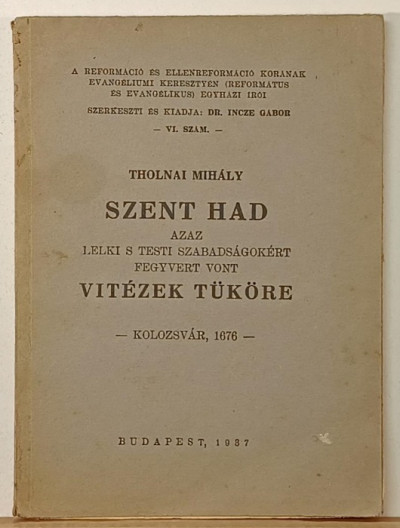 A REFORMÁCIÓ ÉS ELLENREFORMÁCIÓ KORÁNAK
EVANGÉLIUMI KERESZTYÉN (REFORMÁTUS
ÉS EVANGÉLIKUS) EGYHÁZI IRÓI
SZERKESZTI ÉS KIADJA: DR. INCZE GÁBOR
— VI. SZÁM. —
THOLNAI MIHÁLY
SZENT HAD
AZAZ
LELKI S TESTI SZABADSÁGOKÉRT
FEGYVERT VONT
VITÉZEK TÜKÖRE
— KOLOZSVÁR, 1676 —
BUDAPEST, 1937